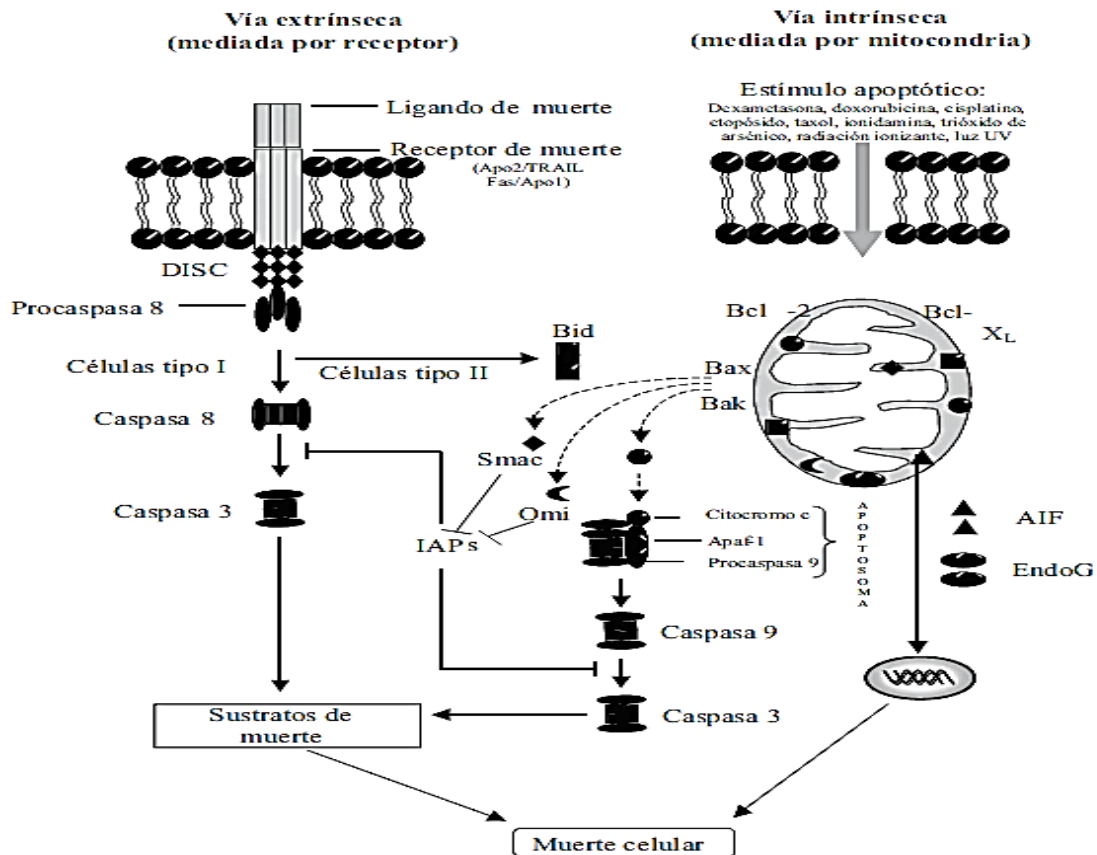 Vía extrínseca
(mediada por receptor)
Vía intrínseca
(mediada por mitocondria)
Ligando de muerte
Receptor de muerte
(Apo2/TRAIL
Fas/Apo1)
Estímulo apoptótico:
Dexametasona, doxorubicina, cisplatino,
etopósido, taxol, ionidamina, trióxido de
arsénico, radiación ionizante, luz UV
DISC
Procaspasa 8
Células tipo I
Células tipo II
Bid
Bcl -2
Bcl-
XL
Bax
Bak
Caspasa 8
Smac
Omi
Caspasa 3
IAPs
Citocromo c
Apaf-1
Procaspasa 9
APOPTOSOMA
AIF
EndoG
Caspasa 9
Caspasa 3
Sustratos de
muerte
Muerte celular